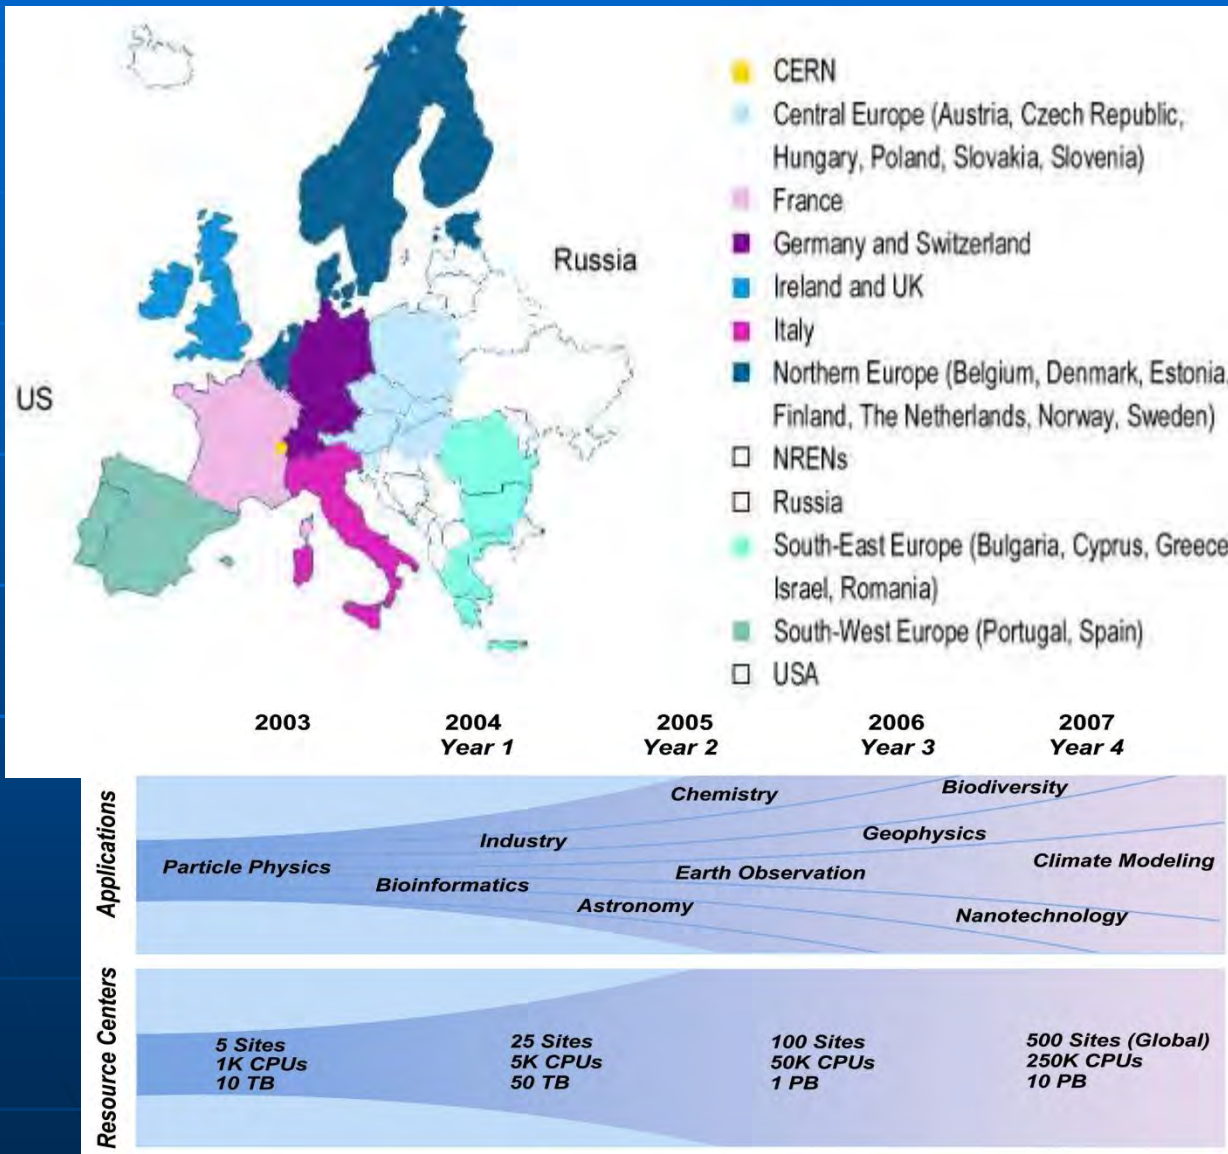 US
Russia
CERN
Central Europe (Austria, Czech Republic,
Hungary, Poland, Slovakia, Slovenia)
France
Germany and Switzerland
Ireland and UK
Italy
Northern Europe (Belgium, Denmark, Estonia,
Finland, The Netherlands, Norway, Sweden)
NRENs
Russia
South-East Europe (Bulgaria, Cyprus, Greece
Israel, Romania)
South-West Europe (Portugal, Spain)
USA
2003
2004
Year 1
2005
Year 2
2006
Year 3
2007
Year 4
Applications
Particle Physics
Industry
Bioinformatics
Chemistry
Earth Observation
Astronomy
Biodiversity
Geophysics
Climate Modeling
Nanotechnology
Resource Centers
5 Sites
1K CPUs
10 TB
25 Sites
5K CPUs
50 TB
100 Sites
50K CPUs
1 PB
500 Sites (Global)
250K CPUs
10 PB